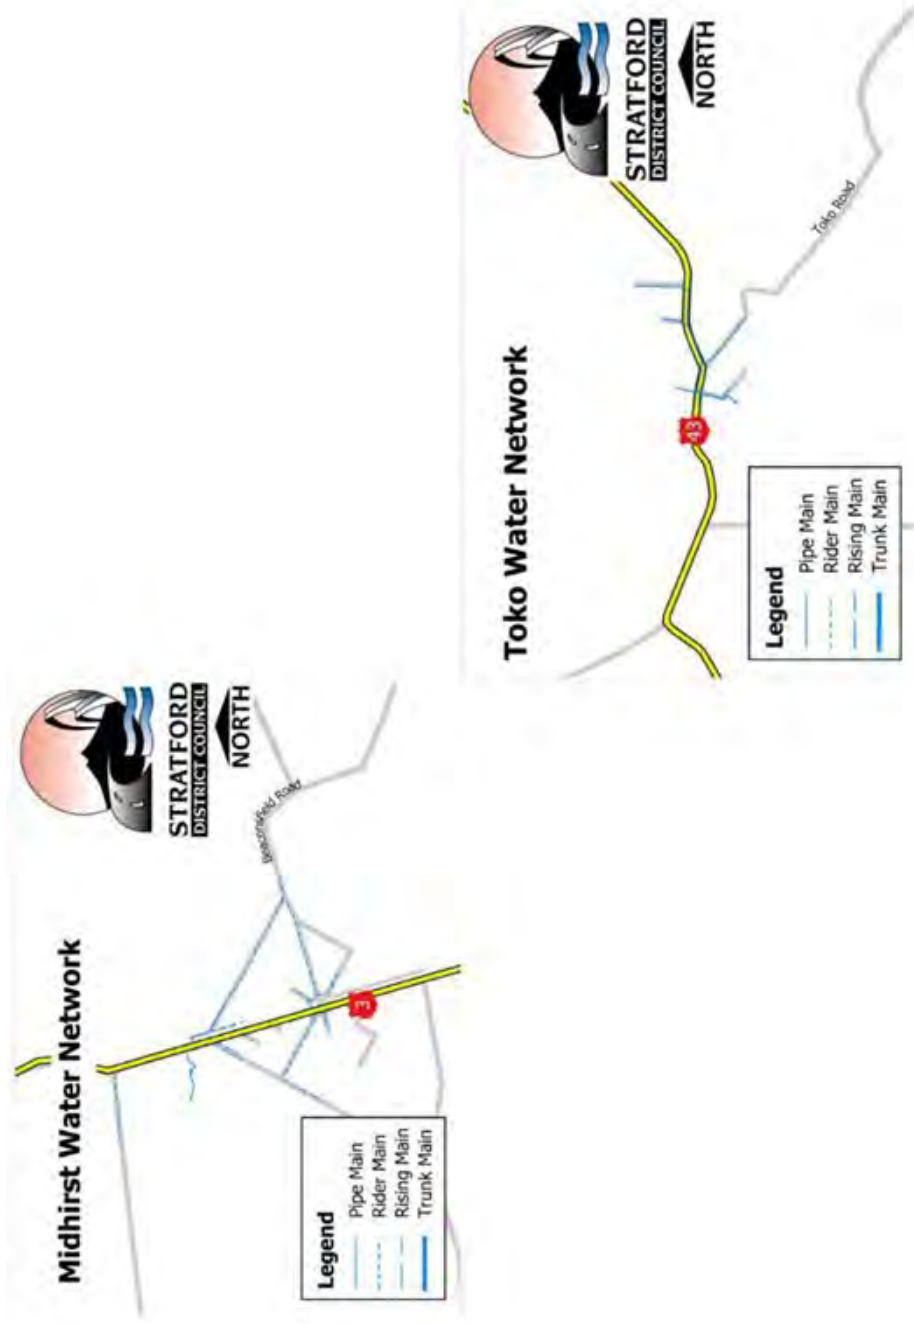 Midhirst Water Network
STRATFORD
DISTRICT COUNCIL
NORTH
Beaconsfield Road
3
Legend
Pipe Main
Rider Main
Rising Main
Trunk Main
Toko Water Network
STRATFORD
DISTRICT COUNCIL
NORTH
Toko Road
43
Legend
Pipe Main
Rider Main
Rising Main
Trunk Main